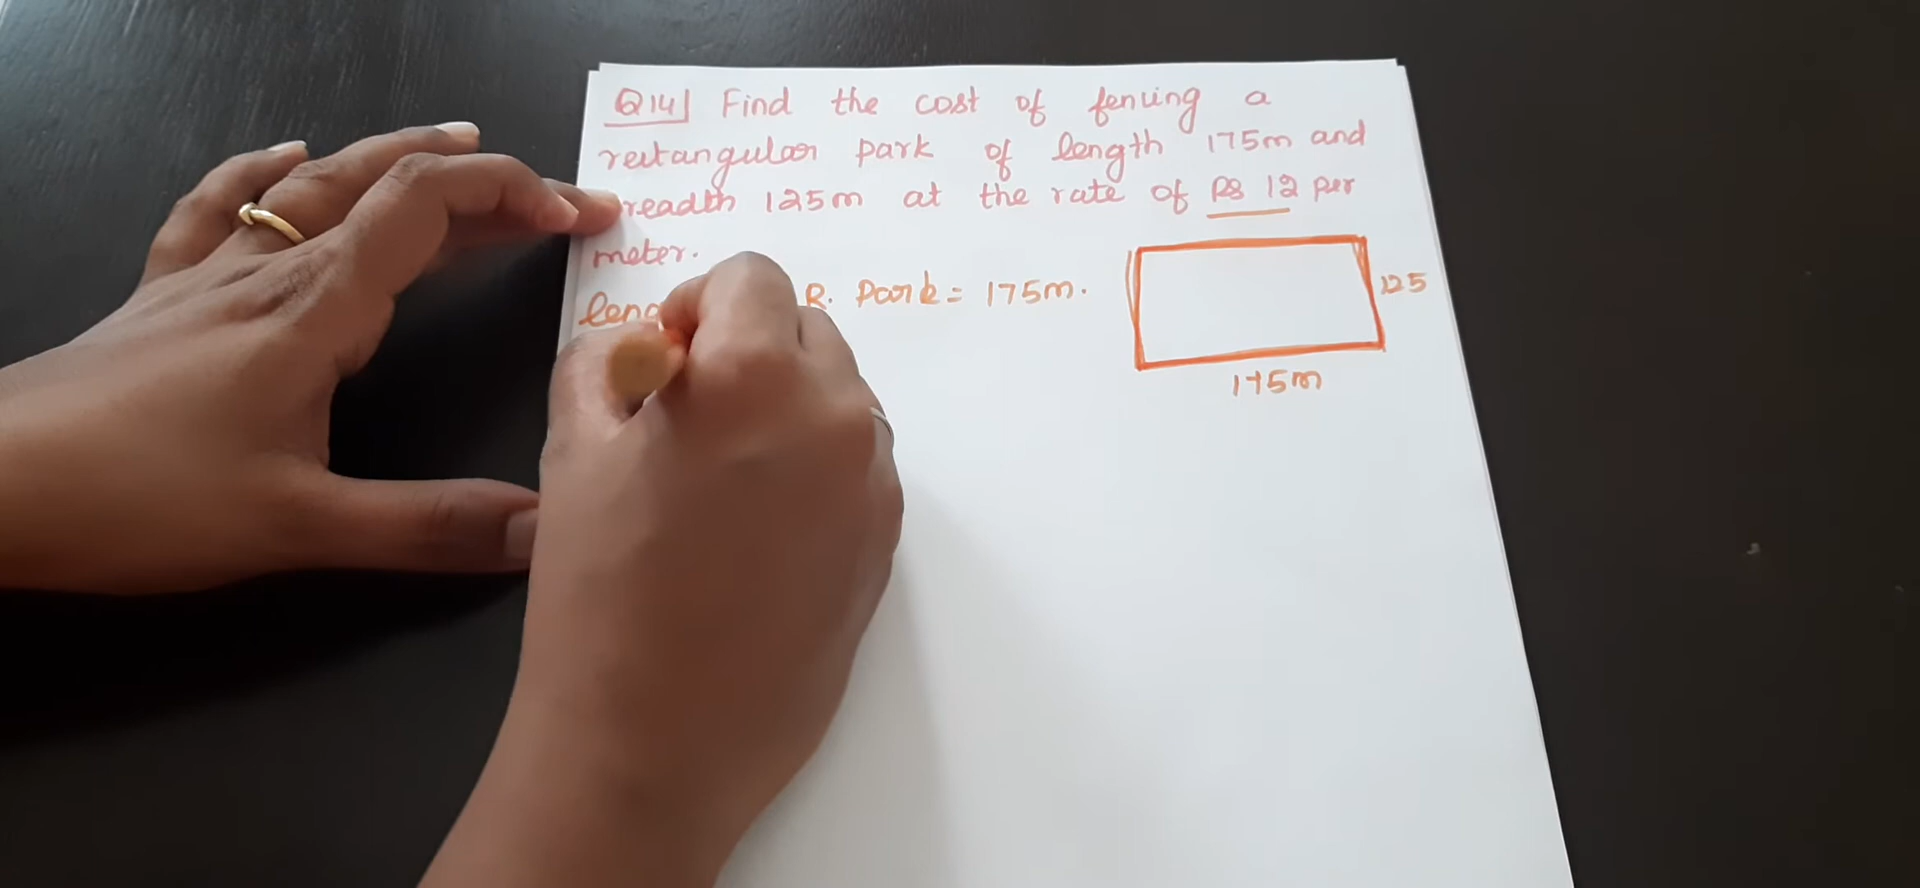 Q14| Find the cost of fencing a
rectangular park of length 175m and
breadth 125m at the rate of Rs 12 per
meter.
R. Park = 175m.
125
175m